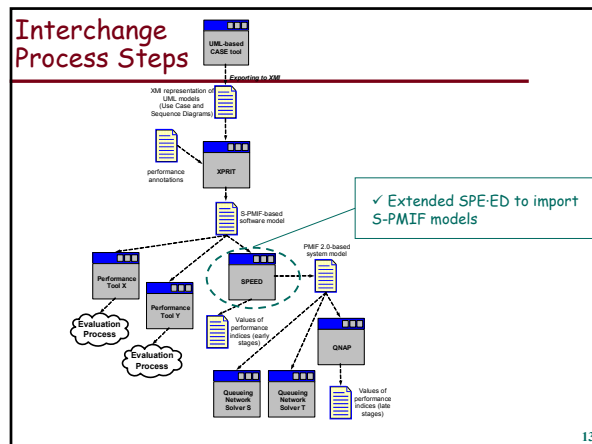 Interchange
Process Steps
UML-based
CASE tool
Exporting to XMI
XMI representation of
UML models
(Use Case and
Sequence Diagrams)
performance
annotations
XPRIT
S-PMIF-based
software model
✓ Extended SPE·ED to import
S-PMIF models
PMIF 2.0-based
system model
Performance
Tool X
Performance
Tool Y
SPEED
Evaluation
Process
Evaluation
Process
Values of
performance
indices (early
stages)
QNAP
Queueing
Network
Solver S
Queueing
Network
Solver T
Values of
performance
indices (late
stages)
13